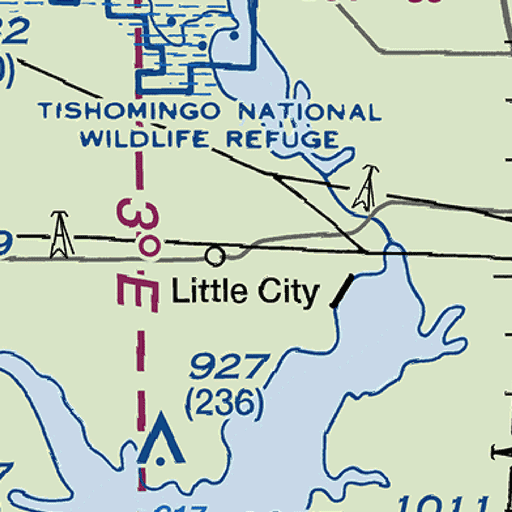 TISHOMINGO NATIONAL
WILDLIFE REFUGE
3°
E
Little City
927
(236)
1011